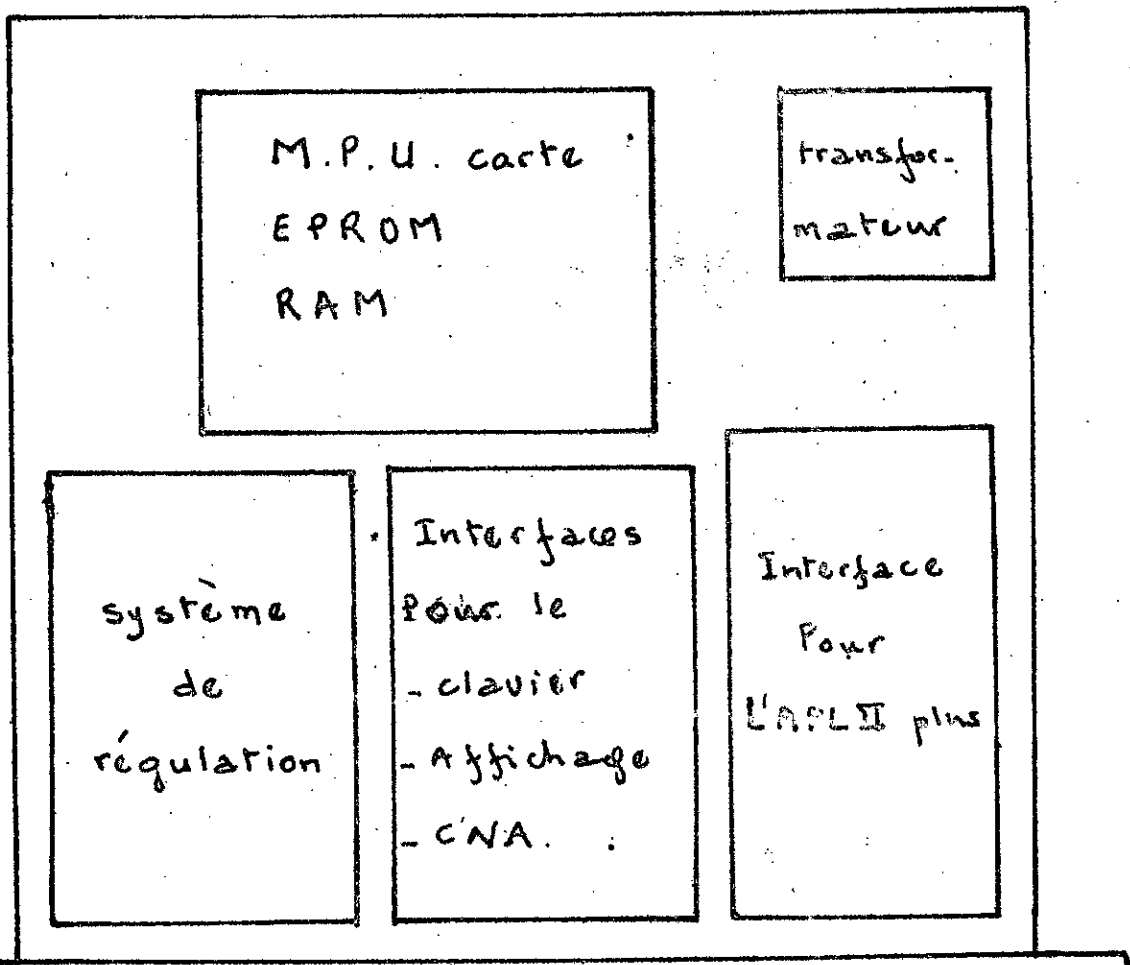 M.P.U. carte
EPROM
RAM
transfor-
mateur
système
de
régulation
Interfaces
Pour le
- clavier
- Affichage
- CNA.
Interface
Pour
L'APL II plus